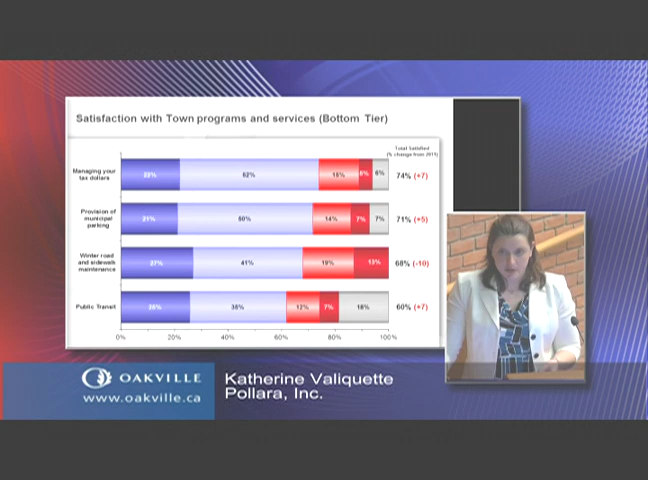 Satisfaction with Town programs and services (Bottom Tier)
Total Satisfied
(% change from 2011)
Managing your
tax dollars
22%
52%
15%
6%
74% (+7)
Provision of
municipal
parking
21%
50%
14%
7%
7%
71% (+5)
Winter road
and sidewalk
maintenance
27%
41%
19%
13%
68% (-10)
Public Transit
26%
36%
12%
7%
18%
60% (+7)
0%
20%
40%
60%
80%
100%
OAKVILLE
www.oakville.ca
Katherine Valiquette
Pollara, Inc.